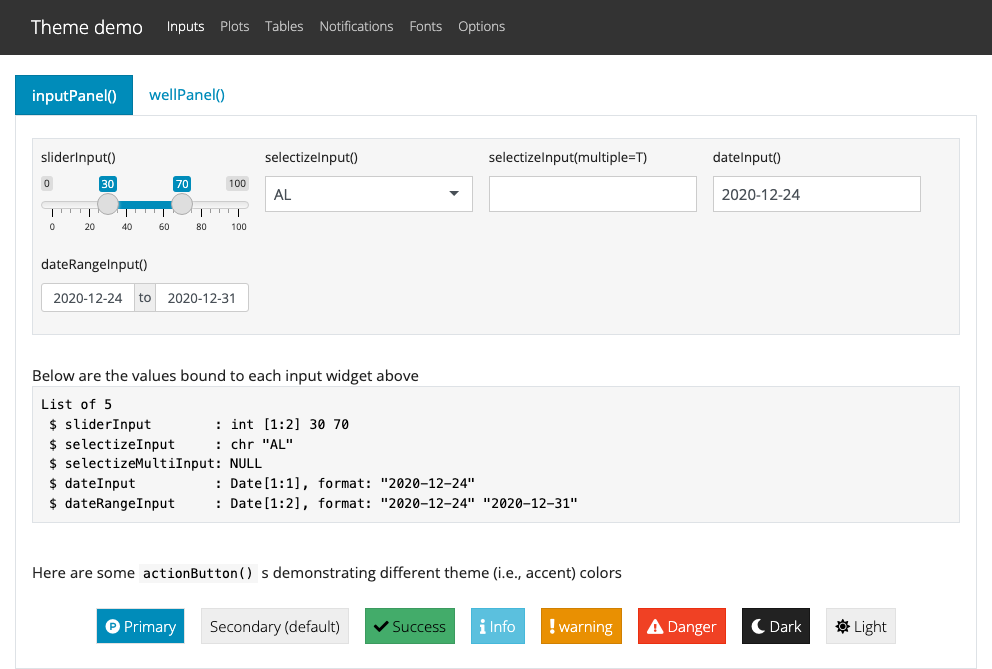 Theme demo Inputs Plots Tables Notifications Fonts Options
inputPanel() wellPanel()
sliderInput() selectizeInput() selectizeInput(multiple=T) dateInput()
0 30 70 100
AL 2020-12-24
0 20 40 60 80 100
dateRangeInput()
2020-12-24 to 2020-12-31
Below are the values bound to each input widget above
List of 5
 $ sliderInput        : int [1:2] 30 70
 $ selectizeInput     : chr "AL"
 $ selectizeMultiInput: NULL
 $ dateInput          : Date[1:1], format: "2020-12-24"
 $ dateRangeInput     : Date[1:2], format: "2020-12-24" "2020-12-31"
Here are some actionButton() s demonstrating different theme (i.e., accent) colors
Primary Secondary (default) Success Info warning Danger Dark Light